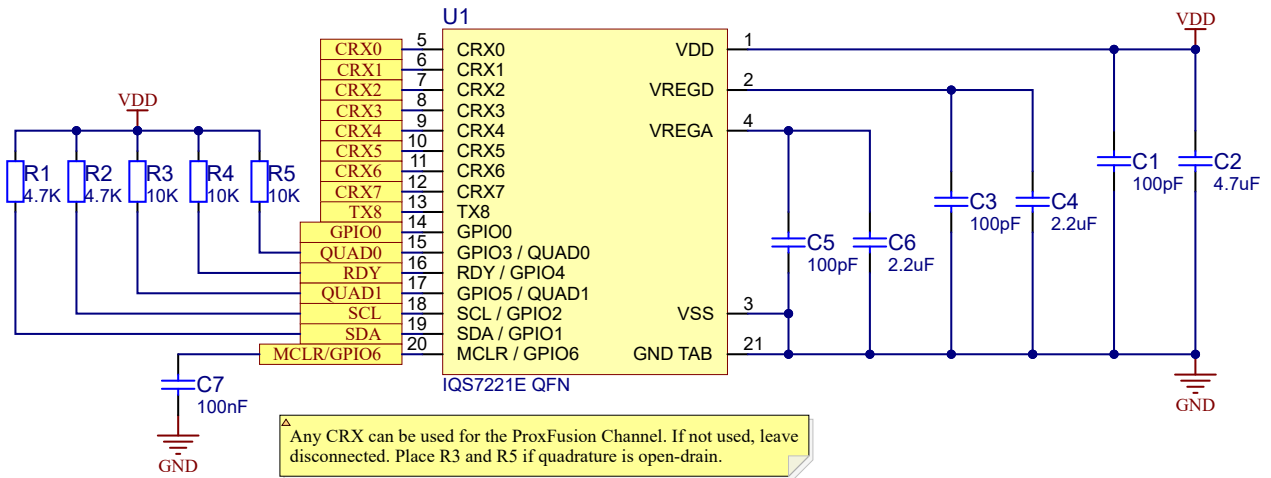 U1
VDD
CRX0 5 CRX0 VDD 1
CRX1 6 CRX1
CRX2 7 CRX2 VREGD 2
CRX3 8 CRX3
VDD
CRX4 9 CRX4 VREGA 4
CRX5 10 CRX5
CRX6 11 CRX6
CRX7 12 CRX7
TX8 13 TX8
GPIO0 14 GPIO0
QUAD0 15 GPIO3 / QUAD0
RDY 16 RDY / GPIO4
QUAD1 17 GPIO5 / QUAD1
SCL 18 SCL / GPIO2 VSS 3
SDA 19 SDA / GPIO1
MCLR/GPIO6 20 MCLR / GPIO6 GND TAB 21
IQS7221E QFN
R1 R2 R3 R4 R5
4.7K 4.7K 10K 10K 10K
C1 C2
100pF 4.7uF
C3 C4
100pF 2.2uF
C5 C6
100pF 2.2uF
C7
100nF
GND
GND
Any CRX can be used for the ProxFusion Channel. If not used, leave
disconnected. Place R3 and R5 if quadrature is open-drain.